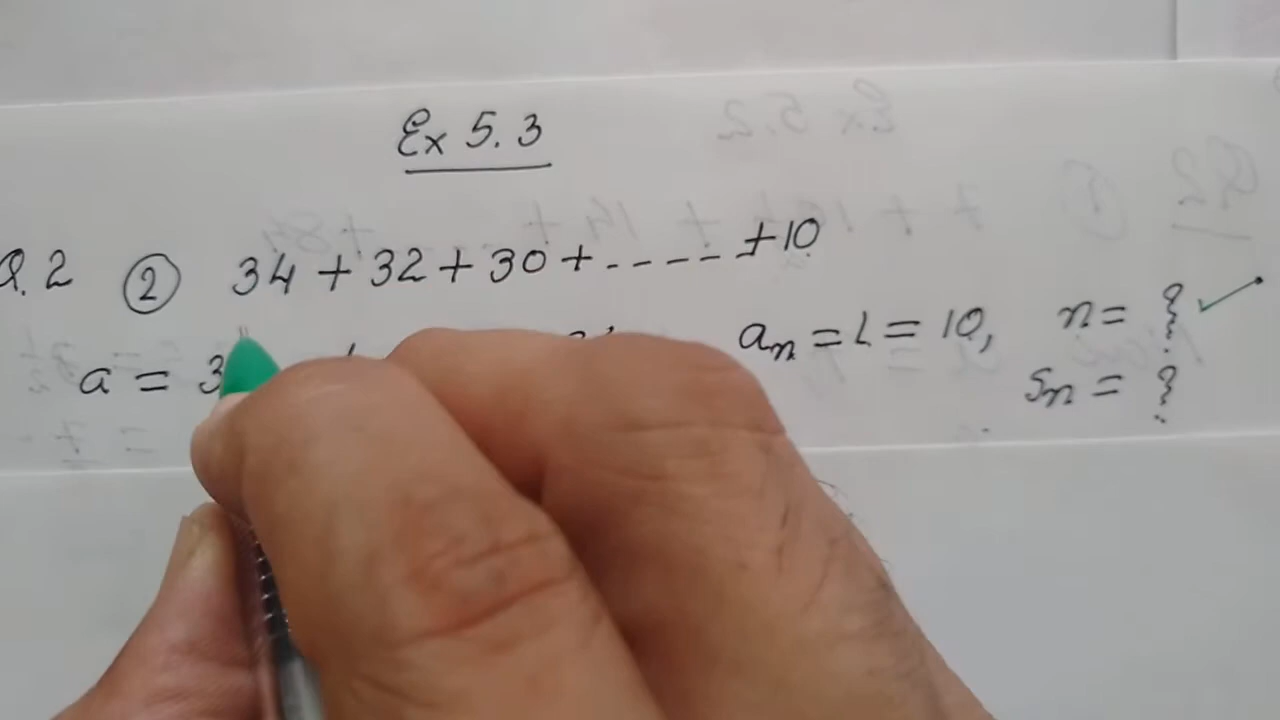 Ex 5.3
Q.2 ② 34 + 32 + 30 + ----- +10
a = 3 aₙ = l = 10, n = ?
Sₙ = ?